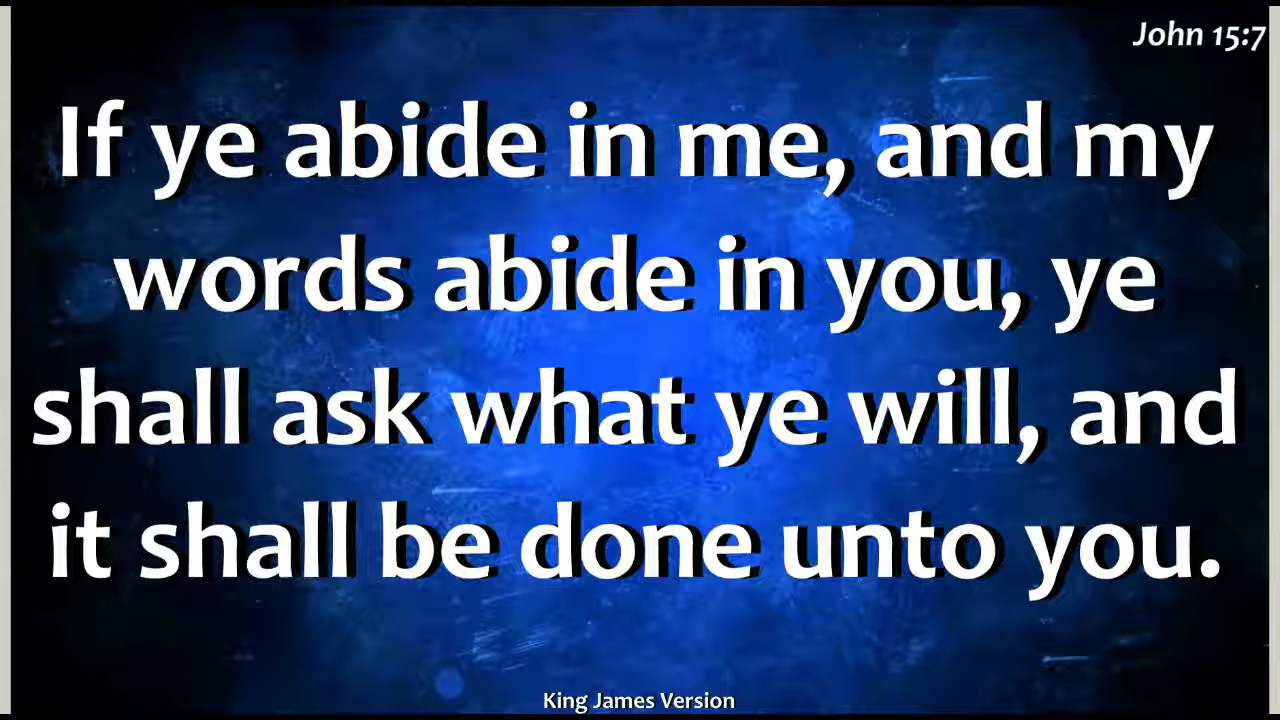 John 15:7
If ye abide in me, and my
words abide in you, ye
shall ask what ye will, and
it shall be done unto you.
King James Version